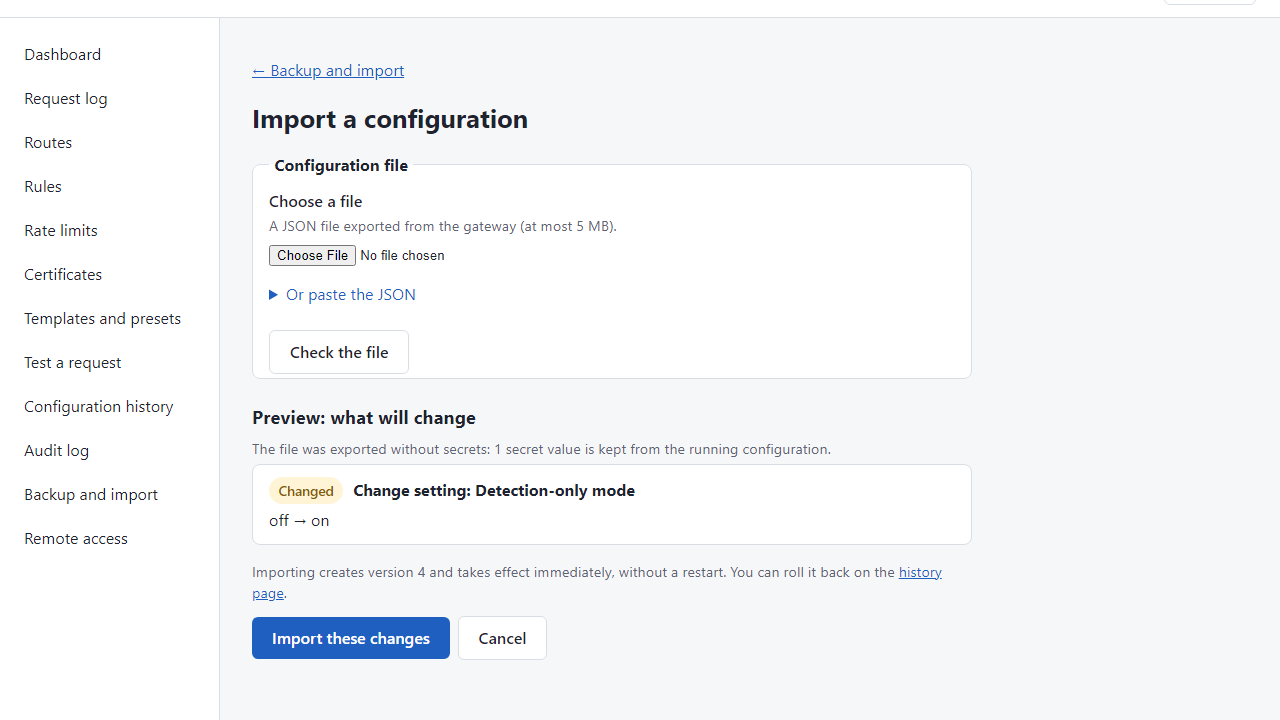 Dashboard
Request log
Routes
Rules
Rate limits
Certificates
Templates and presets
Test a request
Configuration history
Audit log
Backup and import
Remote access
← Backup and import
Import a configuration
Configuration file
Choose a file
A JSON file exported from the gateway (at most 5 MB).
Choose File No file chosen
Or paste the JSON
Check the file
Preview: what will change
The file was exported without secrets: 1 secret value is kept from the running configuration.
Changed Change setting: Detection-only mode
off → on
Importing creates version 4 and takes effect immediately, without a restart. You can roll it back on the history
page.
Import these changes Cancel